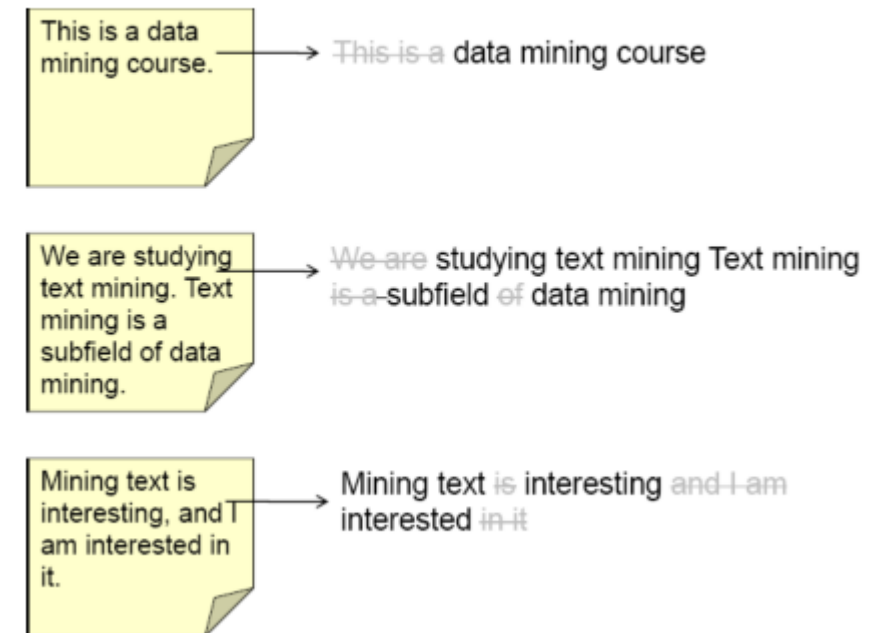 This is a data
mining course.
This is a data mining course
We are studying
text mining. Text
mining is a
subfield of data
mining.
We are studying text mining Text mining
is a subfield of data mining
Mining text is
interesting, and I
am interested in
it.
Mining text is interesting and I am
interested in it